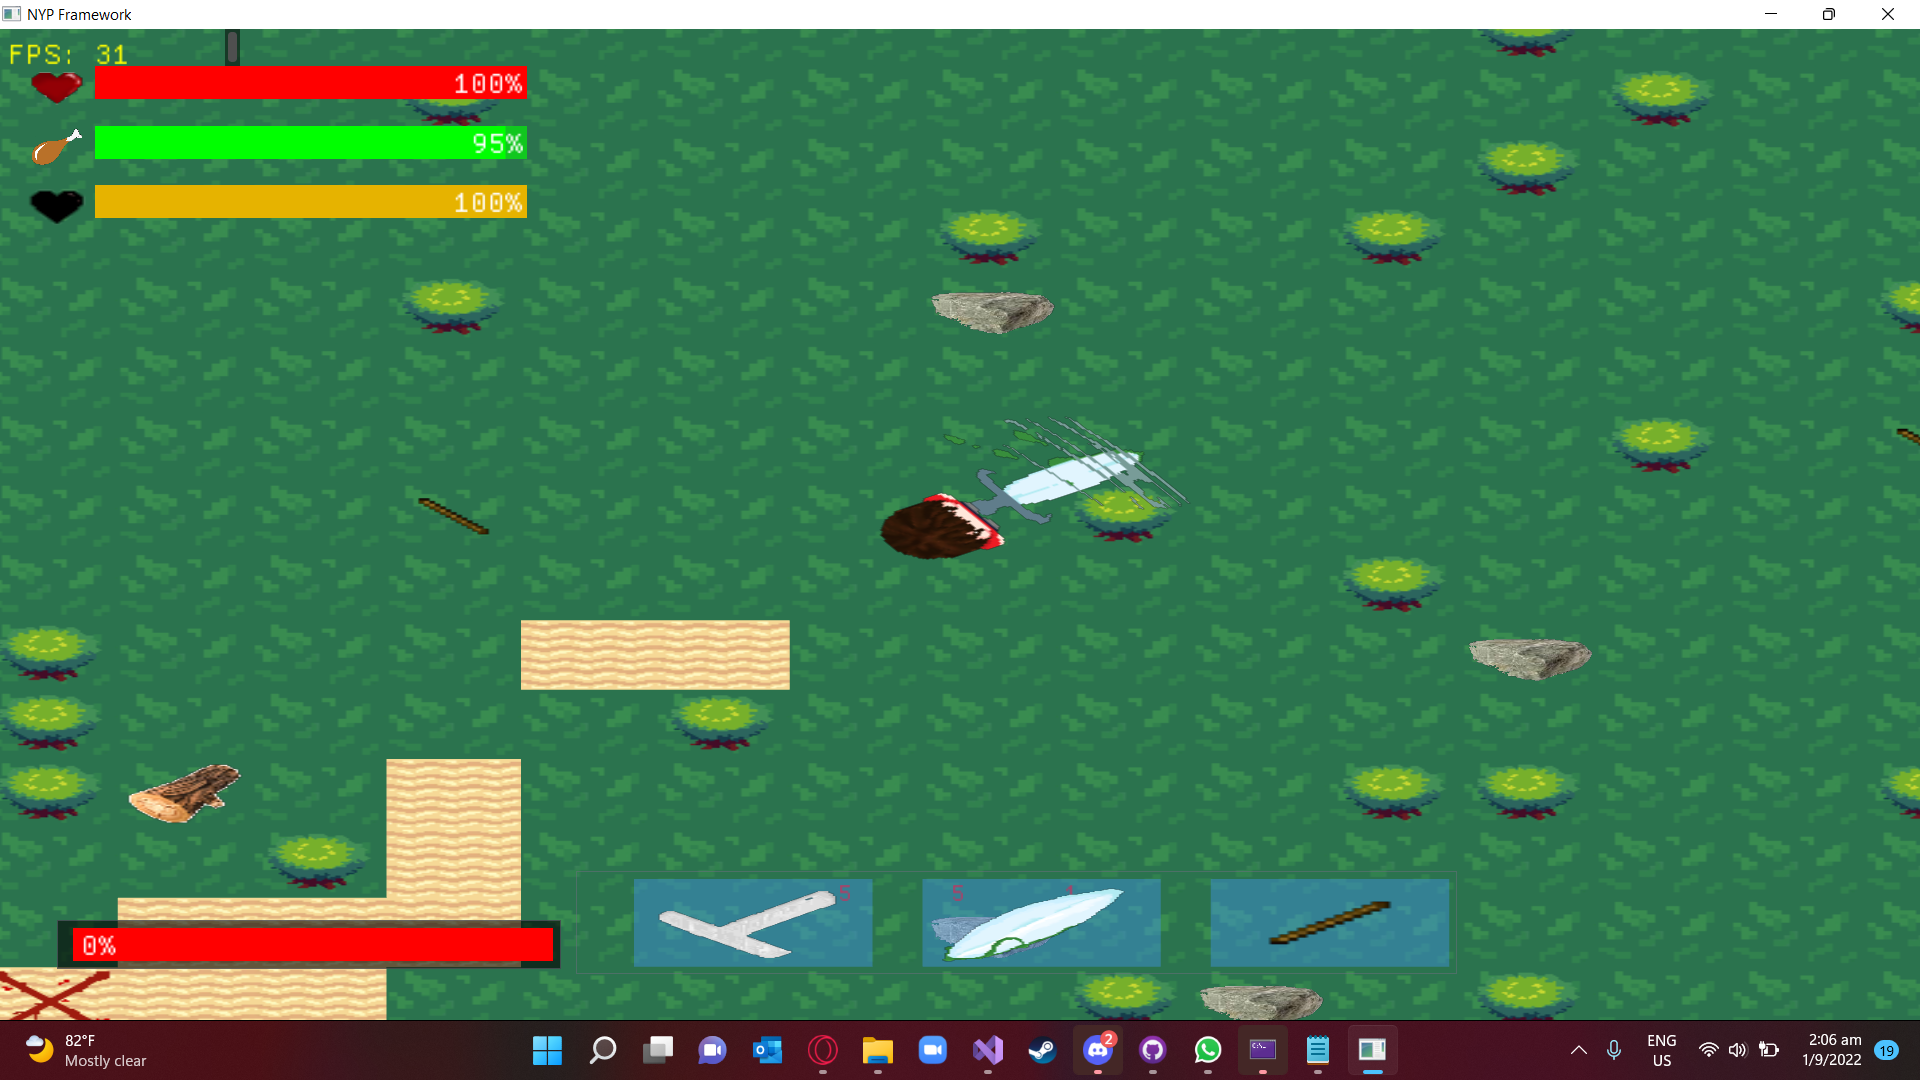 NYP Framework
FPS: 31
100%
95%
100%
0%
5
5
82°F
Mostly clear
2
ENG
US
2:06 am
1/9/2022
19